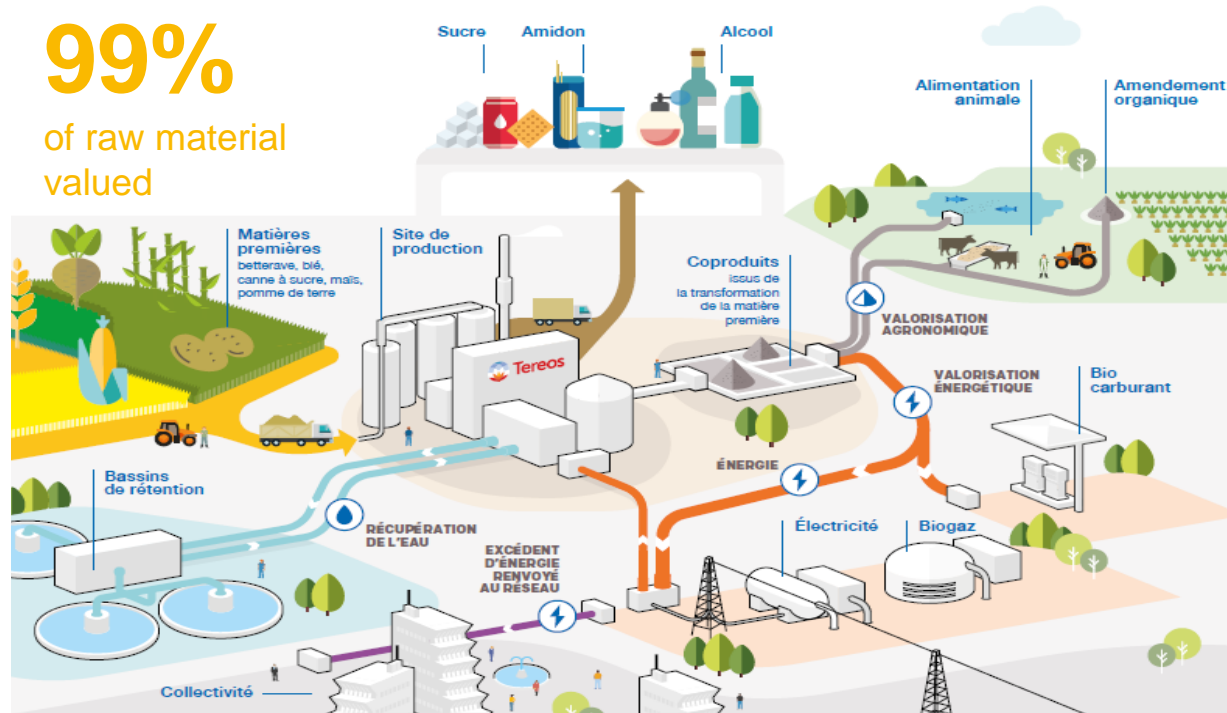 99%
of raw material
valued
Sucre
Amidon
Alcool
Alimentation
animale
Amendement
organique
Matières
premières
betterave, blé,
canne à sucre, maïs,
pomme de terre
Site de
production
Coproduits
issus de
la transformation
de la matière
première
VALORISATION
AGRONOMIQUE
Tereos
VALORISATION
ÉNERGÉTIQUE
Bio
carburant
ÉNERGIE
Bassins
de rétention
RÉCUPÉRATION
DE L'EAU
Électricité
Biogaz
EXCÉDENT
D'ÉNERGIE
RENVOYÉ
AU RÉSEAU
Collectivité